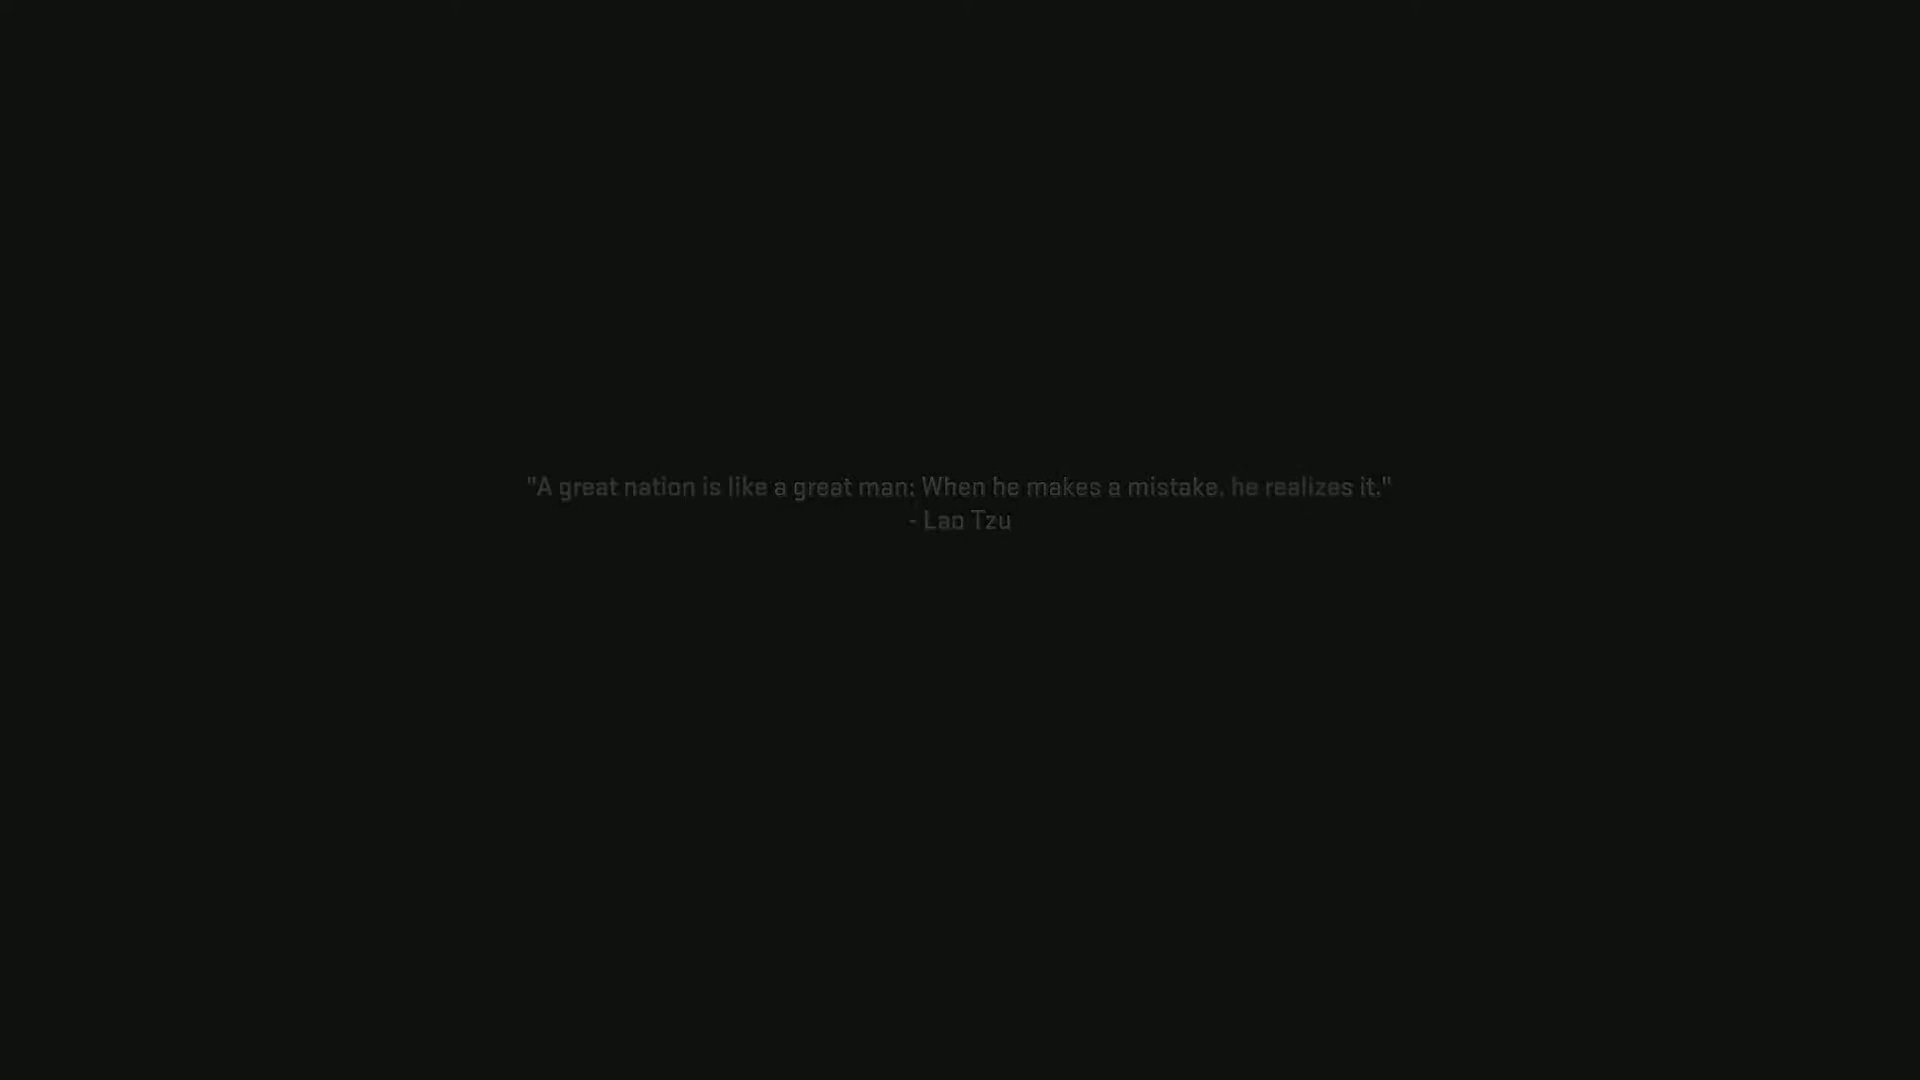 "A great nation is like a great man: When he makes a mistake, he realizes it."
- Lao Tzu